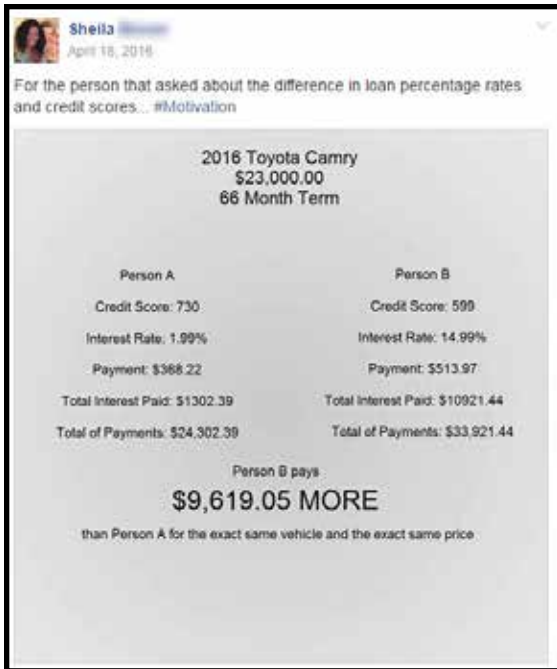 Sheila
April 18, 2016
For the person that asked about the difference in loan percentage rates
and credit scores... #Motivation
2016 Toyota Camry
$23,000.00
66 Month Term
Person A
Credit Score: 730
Interest Rate: 1.99%
Payment: $368.22
Total Interest Paid: $1302.39
Total of Payments: $24,302.39
Person B
Credit Score: 599
Interest Rate: 14.99%
Payment: $513.97
Total Interest Paid: $10921.44
Total of Payments: $33,921.44
Person B pays
$9,619.05 MORE
than Person A for the exact same vehicle and the exact same price